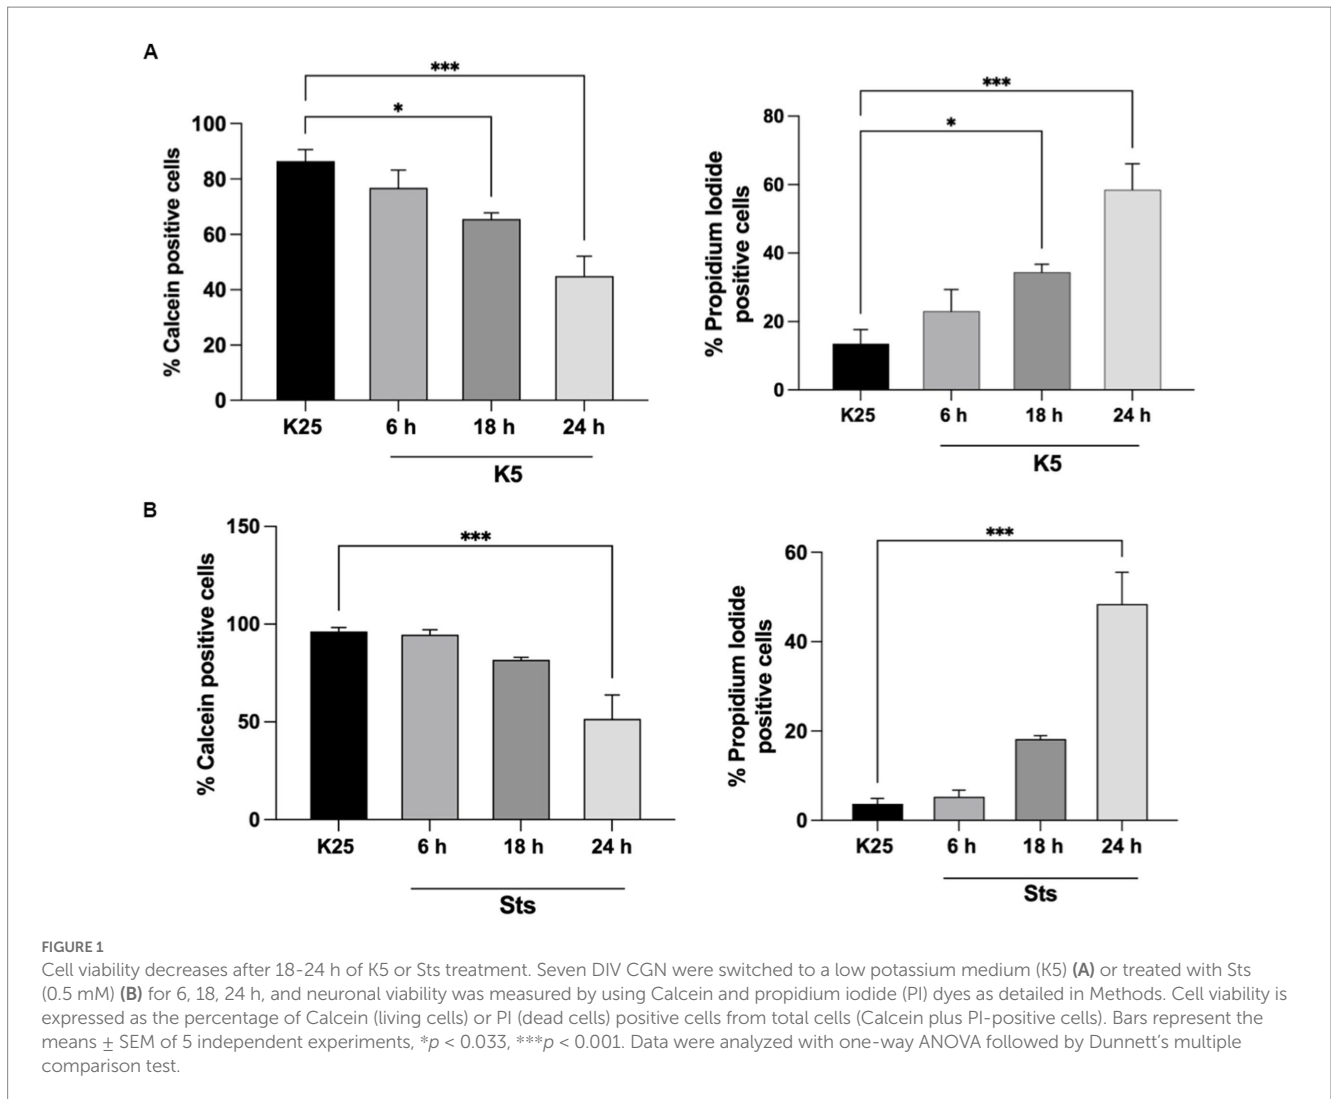 A
***
*
100
80
60
40
20
0
% Calcein positive cells
K25 6 h 18 h 24 h
K5
***
*
80
60
40
20
0
% Propidium Iodide
positive cells
K25 6 h 18 h 24 h
K5
B
***
150
100
50
0
% Calcein positive cells
K25 6 h 18 h 24 h
Sts
***
60
40
20
0
% Propidium Iodide
positive cells
K25 6 h 18 h 24 h
Sts
FIGURE 1
Cell viability decreases after 18-24 h of K5 or Sts treatment. Seven DIV CGN were switched to a low potassium medium (K5) (A) or treated with Sts
(0.5 mM) (B) for 6, 18, 24 h, and neuronal viability was measured by using Calcein and propidium iodide (PI) dyes as detailed in Methods. Cell viability is
expressed as the percentage of Calcein (living cells) or PI (dead cells) positive cells from total cells (Calcein plus PI-positive cells). Bars represent the
means ± SEM of 5 independent experiments, *p < 0.033, ***p < 0.001. Data were analyzed with one-way ANOVA followed by Dunnett’s multiple
comparison test.